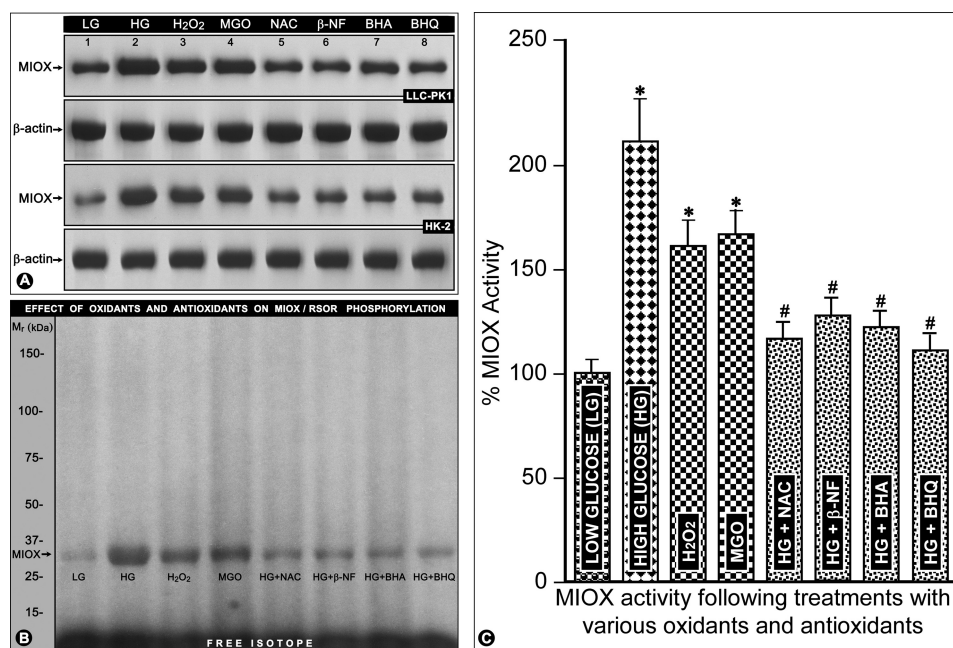 LG HG H2O2 MGO NAC β-NF BHA BHQ
1 2 3 4 5 6 7 8
MIOX→
LLC-PK1
β-actin→
MIOX→
HK-2
β-actin→
A
EFFECT OF OXIDANTS AND ANTIOXIDANTS ON MIOX / RSOR PHOSPHORYLATION
Mr (kDa)
150-
100-
75-
50-
37-
MIOX→
LG HG H2O2 MGO HG+NAC HG+β-NF HG+BHA HG+BHQ
25-
15-
B
FREE ISOTOPE
% MIOX Activity
250
200
150
100
50
0
*
*
*
#
#
#
#
LOW GLUCOSE (LG)
HIGH GLUCOSE (HG)
H2O2
MGO
HG + NAC
HG + β-NF
HG + BHA
HG + BHQ
MIOX activity following treatments with
various oxidants and antioxidants
C